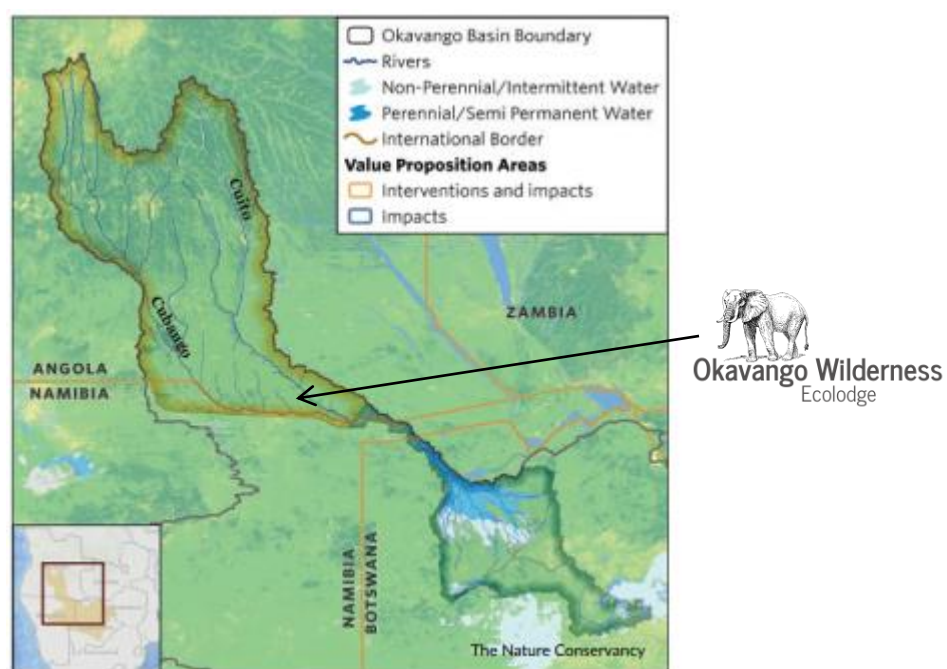 Okavango Basin Boundary
Rivers
Non-Perennial/Intermittent Water
Perennial/Semi Permanent Water
International Border
Value Proposition Areas
Interventions and impacts
Impacts
Cuito
Cubango
ZAMBIA
ANGOLA
NAMIBIA
Okavango Wilderness
Ecolodge
NAMIBIA
BOTSWANA
The Nature Conservancy